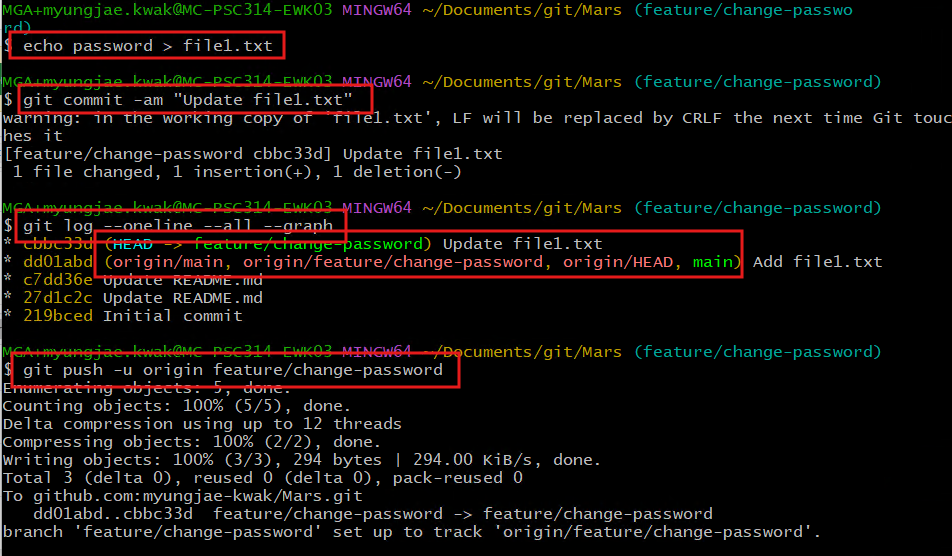 MGA+myungjae.kwak@MC-PSC314-EWK03 MINGW64 ~/Documents/git/Mars (feature/change-passwo
rd)
$ echo password > file1.txt
MGA+myungjae.kwak@MC-PSC314-EWK03 MINGW64 ~/Documents/git/Mars (feature/change-password)
$ git commit -am "Update file1.txt"
warning: in the working copy of 'file1.txt', LF will be replaced by CRLF the next time Git touc
hes it
[feature/change-password cbbc33d] Update file1.txt
 1 file changed, 1 insertion(+), 1 deletion(-)
MGA+myungjae.kwak@MC-PSC314-EWK03 MINGW64 ~/Documents/git/Mars (feature/change-password)
$ git log --oneline --all --graph
* cbbc33d (HEAD -> feature/change-password) Update file1.txt
* dd01abd (origin/main, origin/feature/change-password, origin/HEAD, main) Add file1.txt
* c7dd36e Update README.md
* 27d1c2c Update README.md
* 219bced Initial commit
MGA+myungjae.kwak@MC-PSC314-EWK03 MINGW64 ~/Documents/git/Mars (feature/change-password)
$ git push -u origin feature/change-password
Enumerating objects: 5, done.
Counting objects: 100% (5/5), done.
Delta compression using up to 12 threads
Compressing objects: 100% (2/2), done.
Writing objects: 100% (3/3), 294 bytes | 294.00 KiB/s, done.
Total 3 (delta 0), reused 0 (delta 0), pack-reused 0
To github.com:myungjae-kwak/Mars.git
   dd01abd..cbbc33d  feature/change-password -> feature/change-password
branch 'feature/change-password' set up to track 'origin/feature/change-password'.